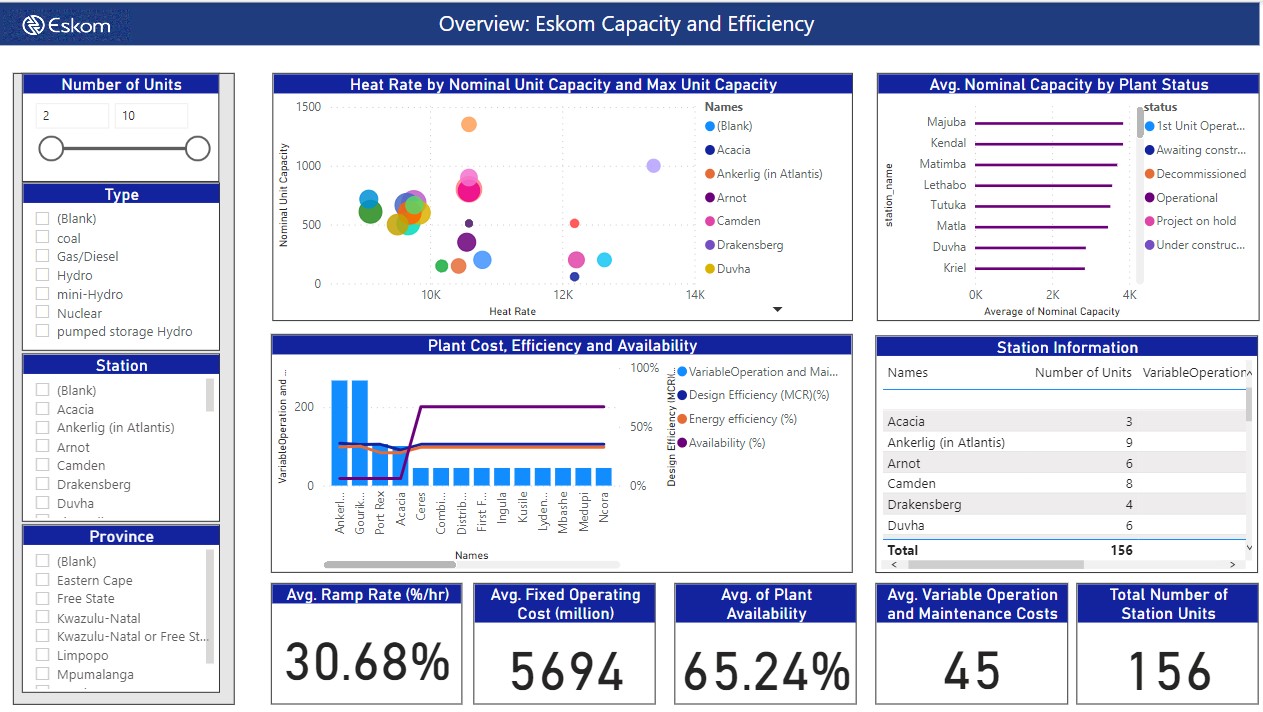 Eskom
Overview: Eskom Capacity and Efficiency
Number of Units
2
10
Type
(Blank)
coal
Gas/Diesel
Hydro
mini-Hydro
Nuclear
pumped storage Hydro
Station
(Blank)
Acacia
Ankerlig (in Atlantis)
Arnot
Camden
Drakensberg
Duvha
Province
(Blank)
Eastern Cape
Free State
Kwazulu-Natal
Kwazulu-Natal or Free St...
Limpopo
Mpumalanga
Heat Rate by Nominal Unit Capacity and Max Unit Capacity
Nominal Unit Capacity
1500
1000
500
0
10K
12K
14K
Heat Rate
Names
(Blank)
Acacia
Ankerlig (in Atlantis)
Arnot
Camden
Drakensberg
Duvha
Avg. Nominal Capacity by Plant Status
station_name
Majuba
Kendal
Matimba
Lethabo
Tutuka
Matla
Duvha
Kriel
0K
2K
4K
Average of Nominal Capacity
status
1st Unit Operat...
Awaiting constr...
Decommissioned
Operational
Project on hold
Under construc...
Plant Cost, Efficiency and Availability
VariableOperation and ...
200
0
100%
50%
0%
Design Efficiency (MCR)(...
Ankerl...
Gourik...
Port Rex
Acacia
Ceres
Combi...
Distrib...
First F...
Ingula
Kusile
Lyden...
Mbashe
Medupi
Ncora
Names
VariableOperation and Mai...
Design Efficiency (MCR)(%)
Energy efficiency (%)
Availability (%)
Station Information
Names Number of Units VariableOperation
Acacia 3
Ankerlig (in Atlantis) 9
Arnot 6
Camden 8
Drakensberg 4
Duvha 6
Total 156
Avg. Ramp Rate (%/hr)
30.68%
Avg. Fixed Operating
Cost (million)
5694
Avg. of Plant
Availability
65.24%
Avg. Variable Operation
and Maintenance Costs
45
Total Number of
Station Units
156